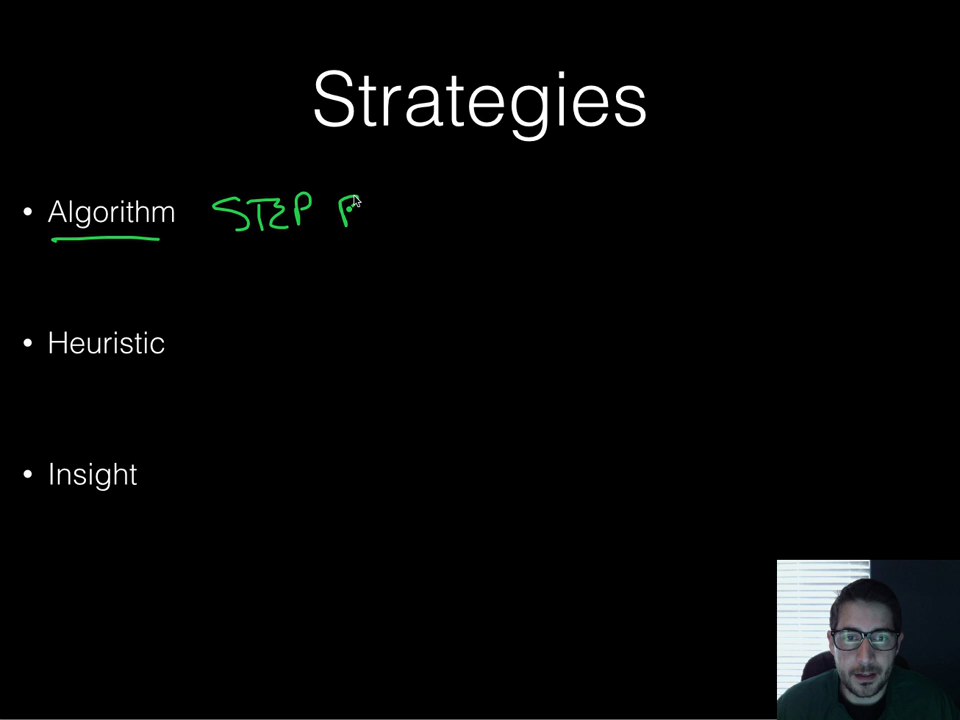 Strategies
• Algorithm STEP
• Heuristic
• Insight